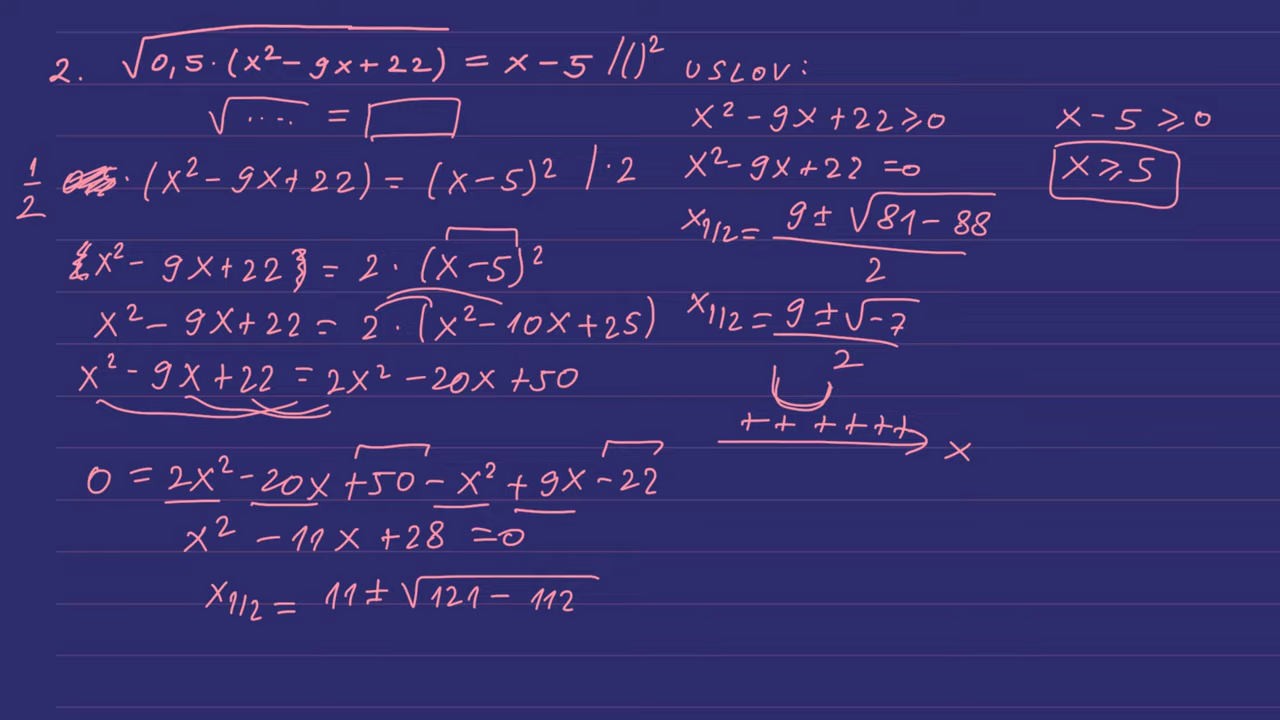 2. √0,5·(x²-9x+22) = x-5 //()²
√.... = □
1/2 ·(x²-9x+22) = (x-5)² /·2
{x²-9x+22} = 2·(x-5)²
x²-9x+22 = 2·(x²-10x+25)
x²-9x+22 = 2x²-20x+50
0 = 2x²-20x+50-x²+9x-22
x²-11x+28=0
x1/2 = 11±√121-112
USLOV:
x²-9x+22≥0
x²-9x+22=0
x1/2 = 9±√81-88 / 2
x1/2 = 9±√-7 / 2
++ ++++
x
x-5≥0
x≥5